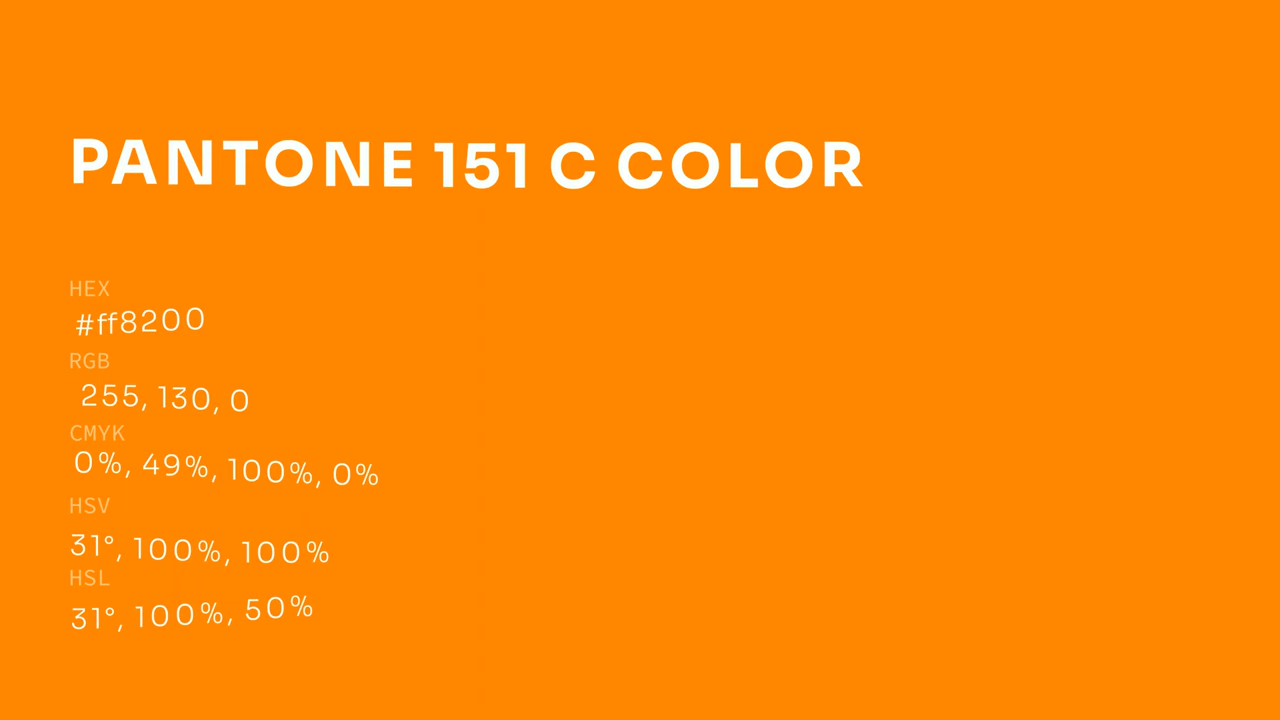 PANTONE 151 C COLOR
HEX
#ff8200
RGB
255, 130, 0
CMYK
0%, 49%, 100%, 0%
HSV
31°, 100%, 100%
HSL
31°, 100%, 50%